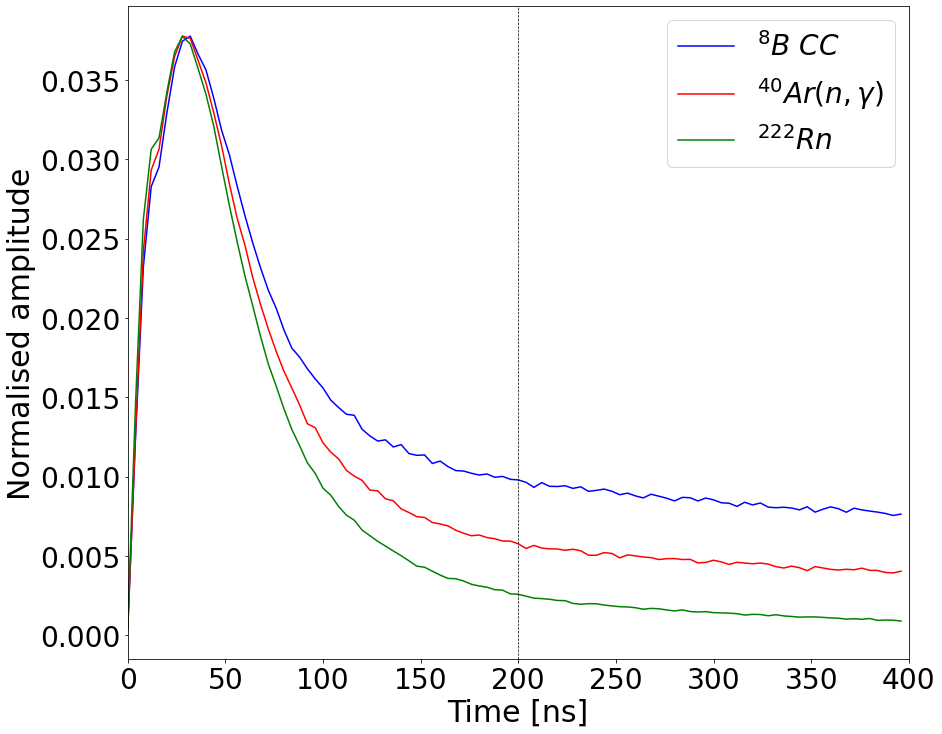 ⁸B CC
⁴⁰Ar(n, γ)
²²²Rn
Normalised amplitude
0.035
0.030
0.025
0.020
0.015
0.010
0.005
0.000
0 50 100 150 200 250 300 350 400
Time [ns]